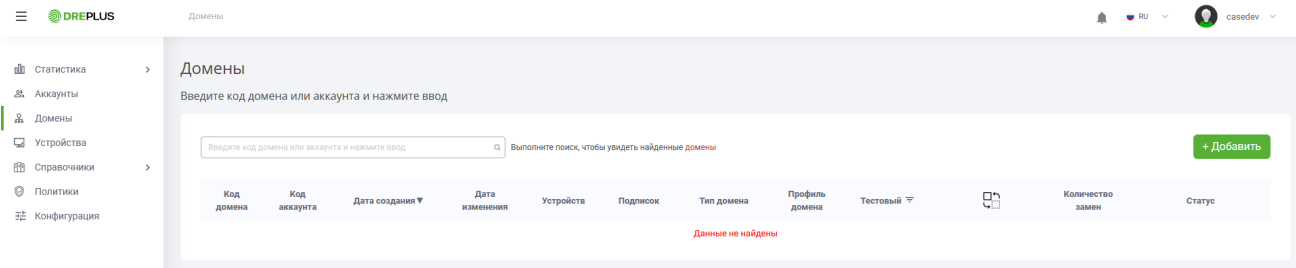 DREPLUS
Домены
RU
casedev
Статистика
Аккаунты
Домены
Устройства
Справочники
Политики
Конфигурация
Домены
Введите код домена или аккаунта и нажмите ввод
Введите код домена или аккаунта и нажмите ввод
Выполните поиск, чтобы увидеть найденные домены
+ Добавить
Код домена
Код аккаунта
Дата создания▼
Дата изменения
Устройств
Подписок
Тип домена
Профиль домена
Тестовый
Количество замен
Статус
Данные не найдены